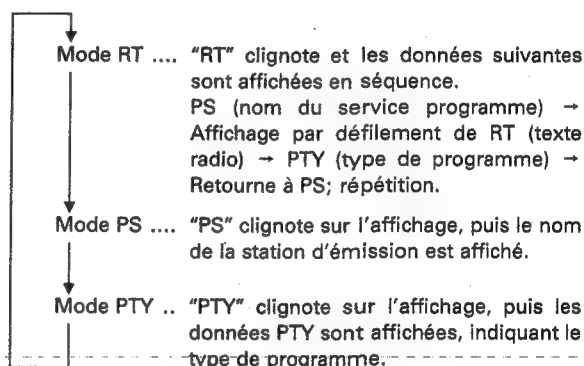 Mode RT .... "RT" clignote et les données suivantes
sont affichées en séquence.
PS (nom du service programme) →
Affichage par défilement de RT (texte
radio) → PTY (type de programme) →
Retourne à PS; répétition.
Mode PS .... "PS" clignote sur l'affichage, puis le nom
de la station d'émission est affiché.
Mode PTY .. "PTY" clignote sur l'affichage, puis les
données PTY sont affichées, indiquant le
type de programme.